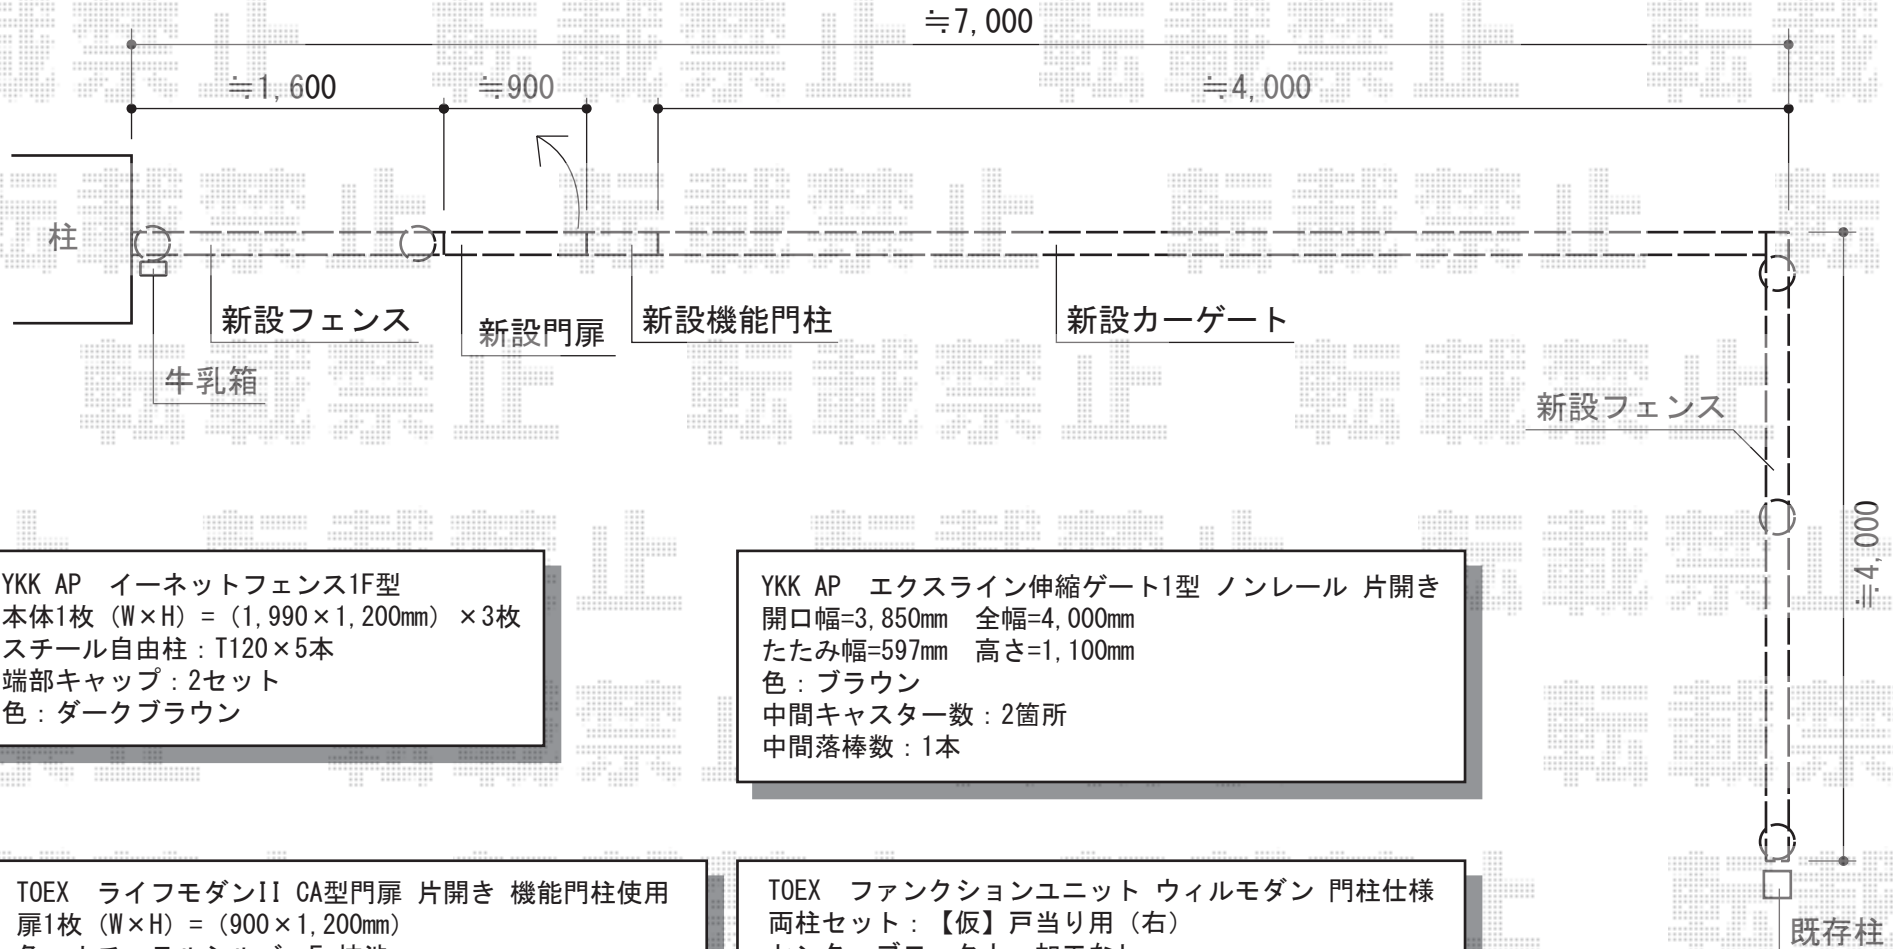 ≒7,000
≒1,600
≒900
≒4,000
柱
新設フェンス
新設門扉
新設機能門柱
新設カーゲート
牛乳箱
新設フェンス
≒4,000
YKK AP イーネットフェンス1F型
本体1枚（W×H）=（1,990×1,200mm）×3枚
スチール自由柱：T120×5本
端部キャップ：2セット
色：ダークブラウン
YKK AP エクスライン伸縮ゲート1型 ノンレール 片開き
開口幅=3,850mm 全幅=4,000mm
たたみ幅=597mm 高さ=1,100mm
色：ブラウン
中間キャスター数：2箇所
中間落棒数：1本
TOEX ライフモダンII CA型門扉 片開き 機能門柱使用
扉1枚（W×H）=（900×1,200mm）
TOEX ファンクションユニット ウィルモダン 門柱仕様
両柱セット：【仮】戸当り用（右）
既存柱
転載禁止